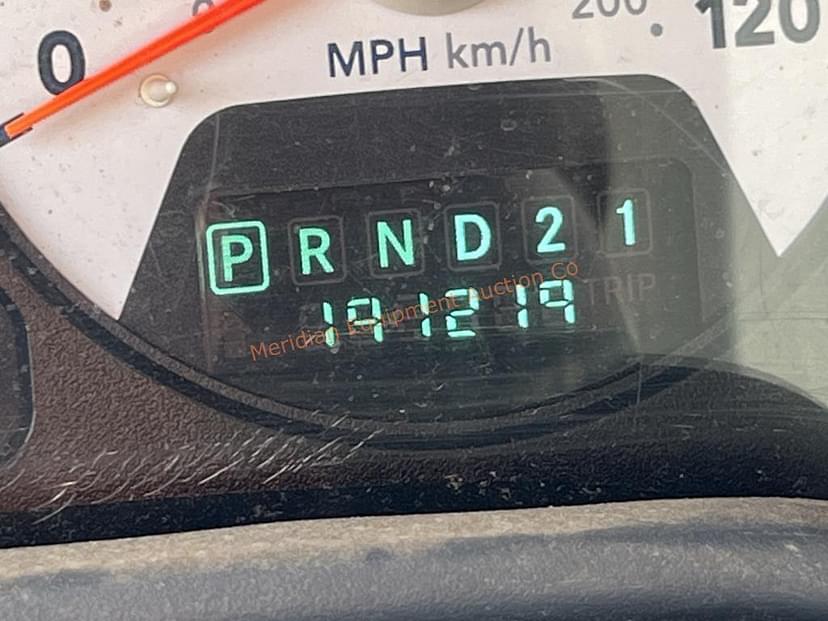 0 200 120
MPH km/h
P R N D 2 1
TRIP
191219
Meridian Equipment Auction Co